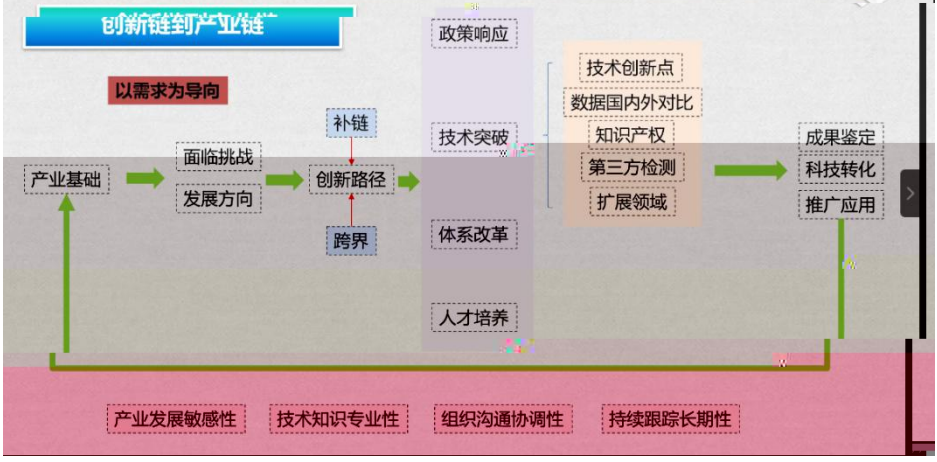 创新链到产业链
以需求为导向
产业基础
面临挑战
发展方向
补链
创新路径
跨界
政策响应
技术突破
体系改革
人才培养
技术创新点
数据国内外对比
知识产权
第三方检测
扩展领域
成果鉴定
科技转化
推广应用
产业发展敏感性
技术知识专业性
组织沟通协调性
持续跟踪长期性